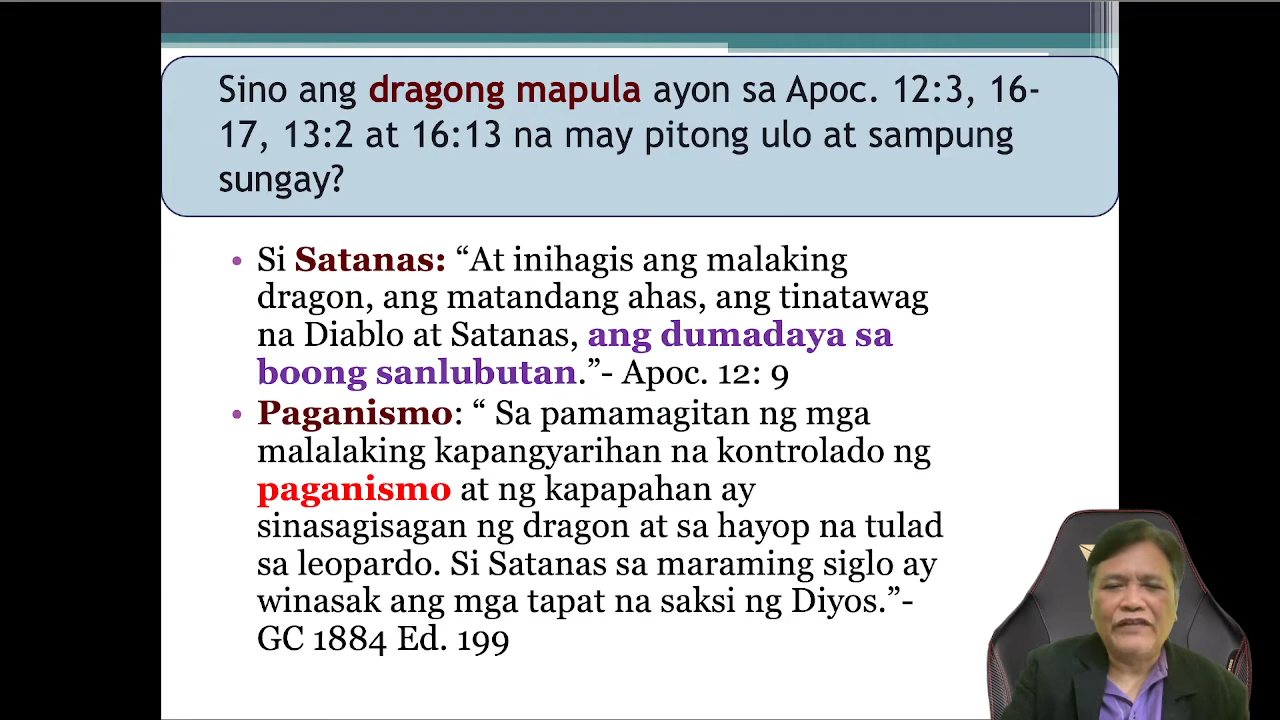 Sino ang dragong mapula ayon sa Apoc. 12:3, 16-
17, 13:2 at 16:13 na may pitong ulo at sampung
sungay?
• Si Satanas: “At inihagis ang malaking
dragon, ang matandang ahas, ang tinatawag
na Diablo at Satanas, ang dumadaya sa
boong sanlubutan.”- Apoc. 12: 9
• Paganismo: “ Sa pamamagitan ng mga
malalaking kapangyarihan na kontrolado ng
paganismo at ng kapapahan ay
sinasagisagan ng dragon at sa hayop na tulad
sa leopardo. Si Satanas sa maraming siglo ay
winasak ang mga tapat na saksi ng Diyos.”-
GC 1884 Ed. 199